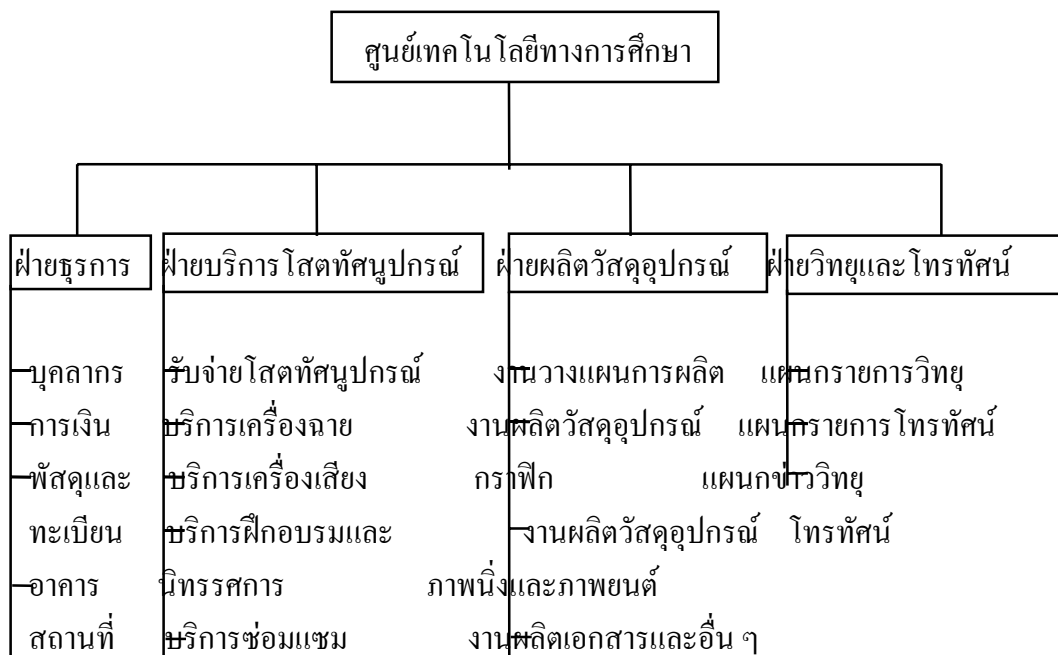 ศูนย์เทคโนโลยีทางการศึกษา
ฝ่ายธุรการ ฝ่ายบริการโสตทัศนูปกรณ์ ฝ่ายผลิตวัสดุอุปกรณ์ ฝ่ายวิทยุและโทรทัศน์
บุคลากร รับจ่ายโสตทัศนูปกรณ์ งานวางแผนการผลิต แผนกรายการวิทยุ
การเงิน บริการเครื่องฉาย งานผลิตวัสดุอุปกรณ์ แผนกรายการโทรทัศน์
พัสดุและ บริการเครื่องเสียง กราฟิก แผนกข่าววิทยุ
ทะเบียน บริการฝึกอบรมและ งานผลิตวัสดุอุปกรณ์ โทรทัศน์
อาคาร นิทรรศการ ภาพนิ่งและภาพยนต์
สถานที่ บริการซ่อมแซม งานผลิตเอกสารและอื่น ๆ